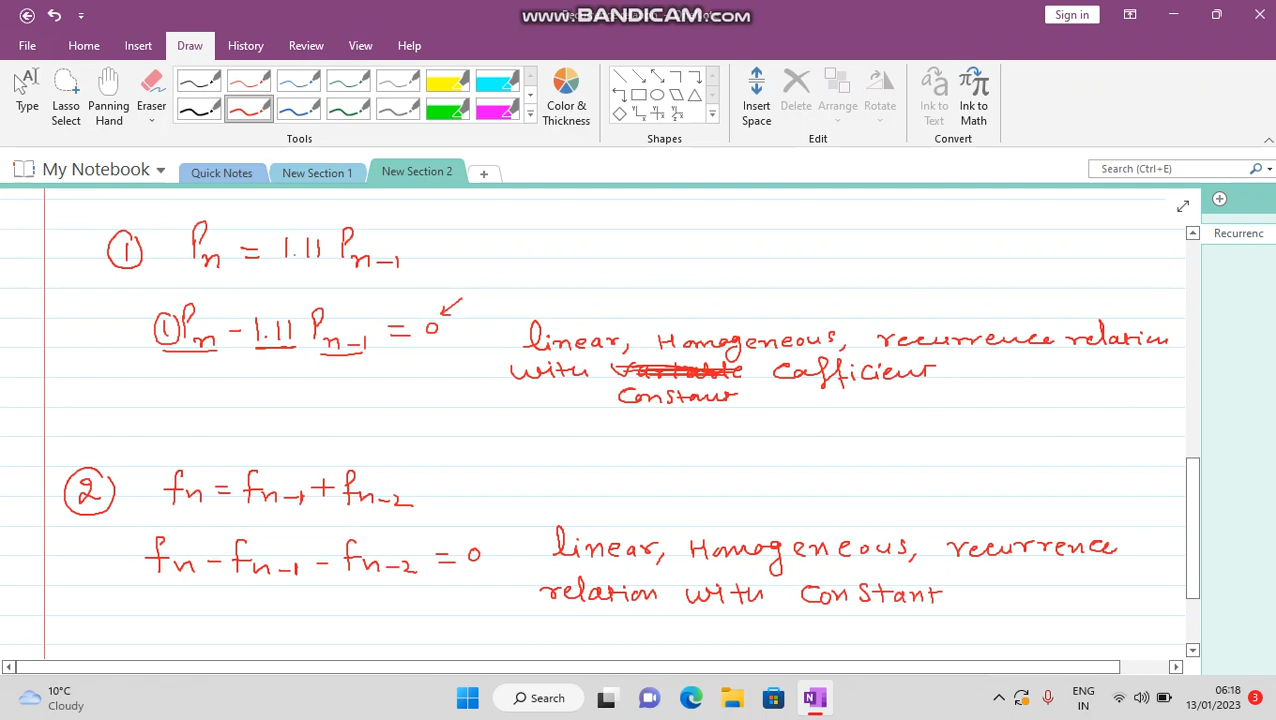 www.BANDICAM.com
Sign in
File Home Insert Draw History Review View Help
Type Lasso Select Panning Hand Eraser
Color & Thickness
Insert Space Delete Arrange Rotate
Ink to Text Ink to Math
Tools Shapes Edit Convert
My Notebook Quick Notes New Section 1 New Section 2
Search (Ctrl+E)
Recurrenc
① Pn = 1.11 Pn-1
①Pn - 1.11 Pn-1 = 0
linear, Homogeneous, recurrence relation
with cofficient
Constant
② fn = fn-1 + fn-2
fn - fn-1 - fn-2 = 0
linear, Homogeneous, recurrence
relation with constant
10°C
Cloudy
Search
ENG
IN
06:18
13/01/2023
3